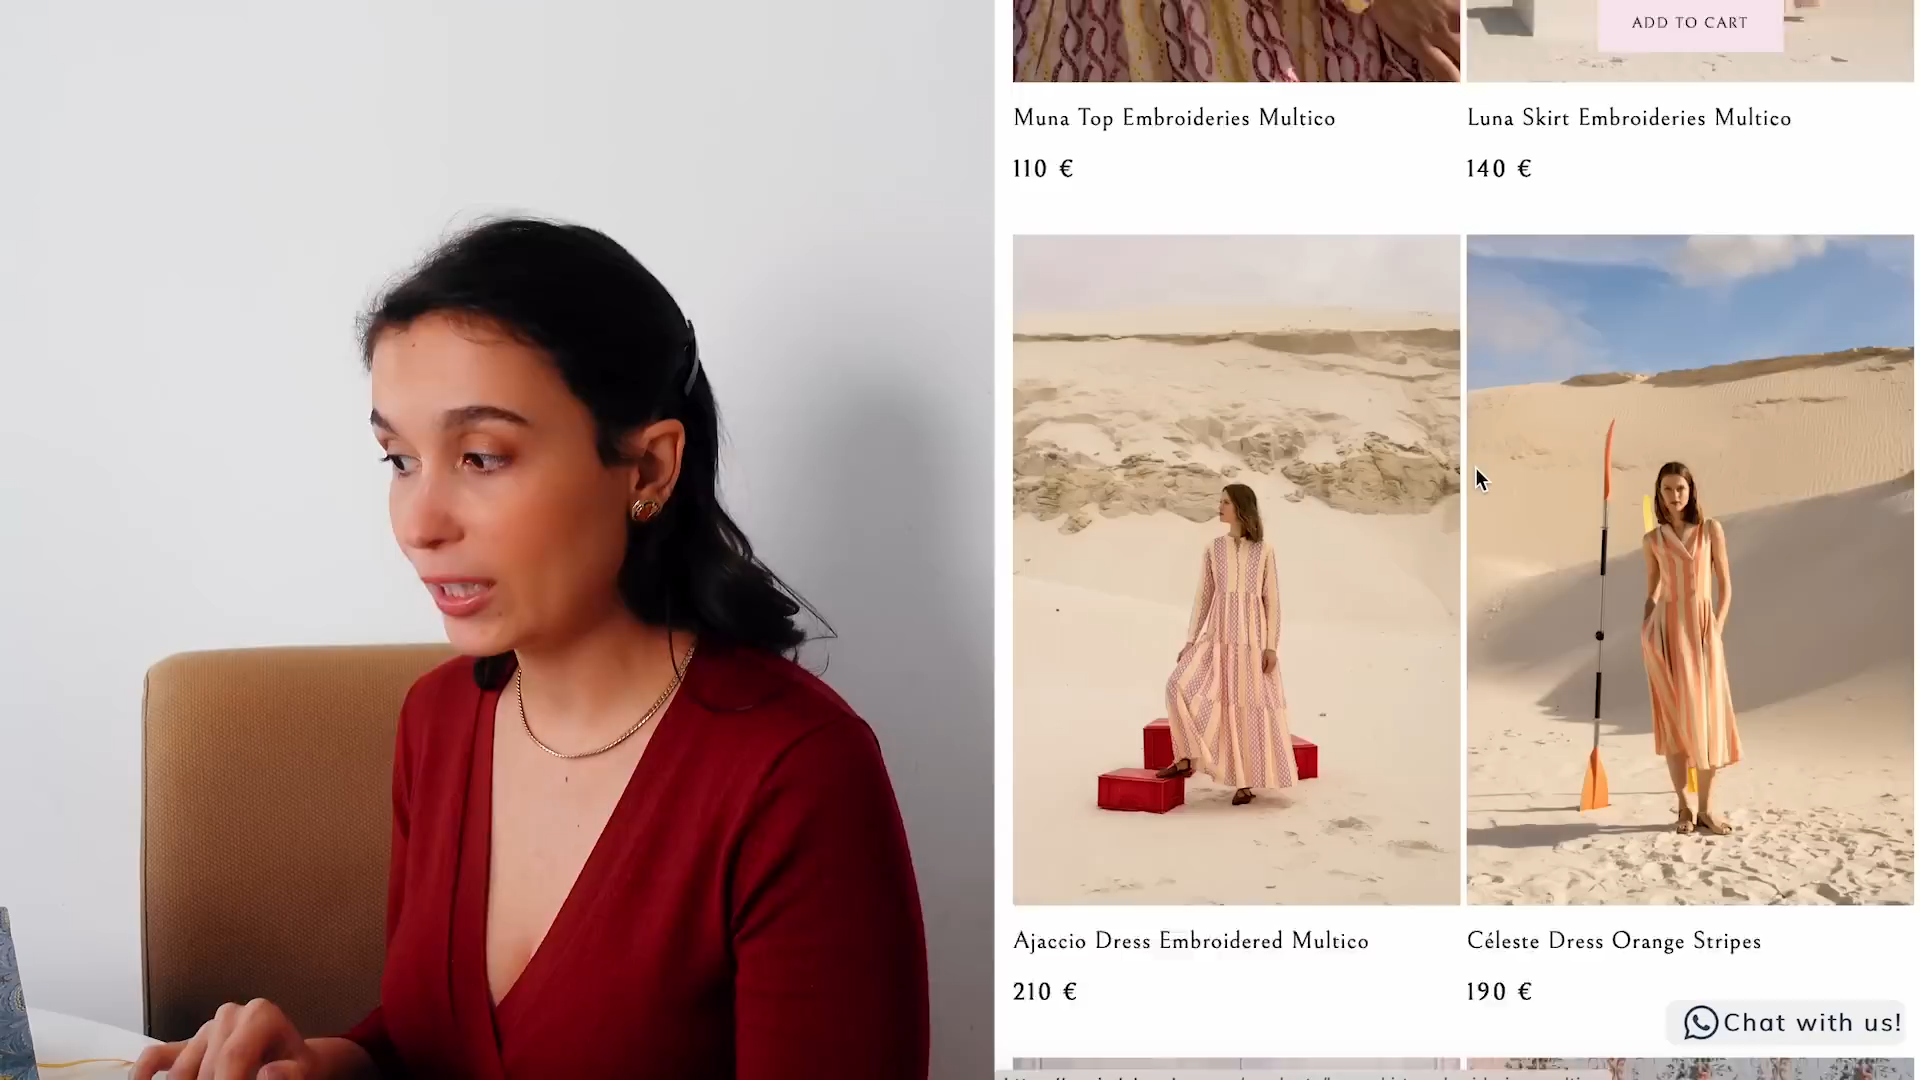 ADD TO CART
Muna Top Embroideries Multico
110 €
Luna Skirt Embroideries Multico
140 €
Ajaccio Dress Embroidered Multico
210 €
Céleste Dress Orange Stripes
190 €
Chat with us!